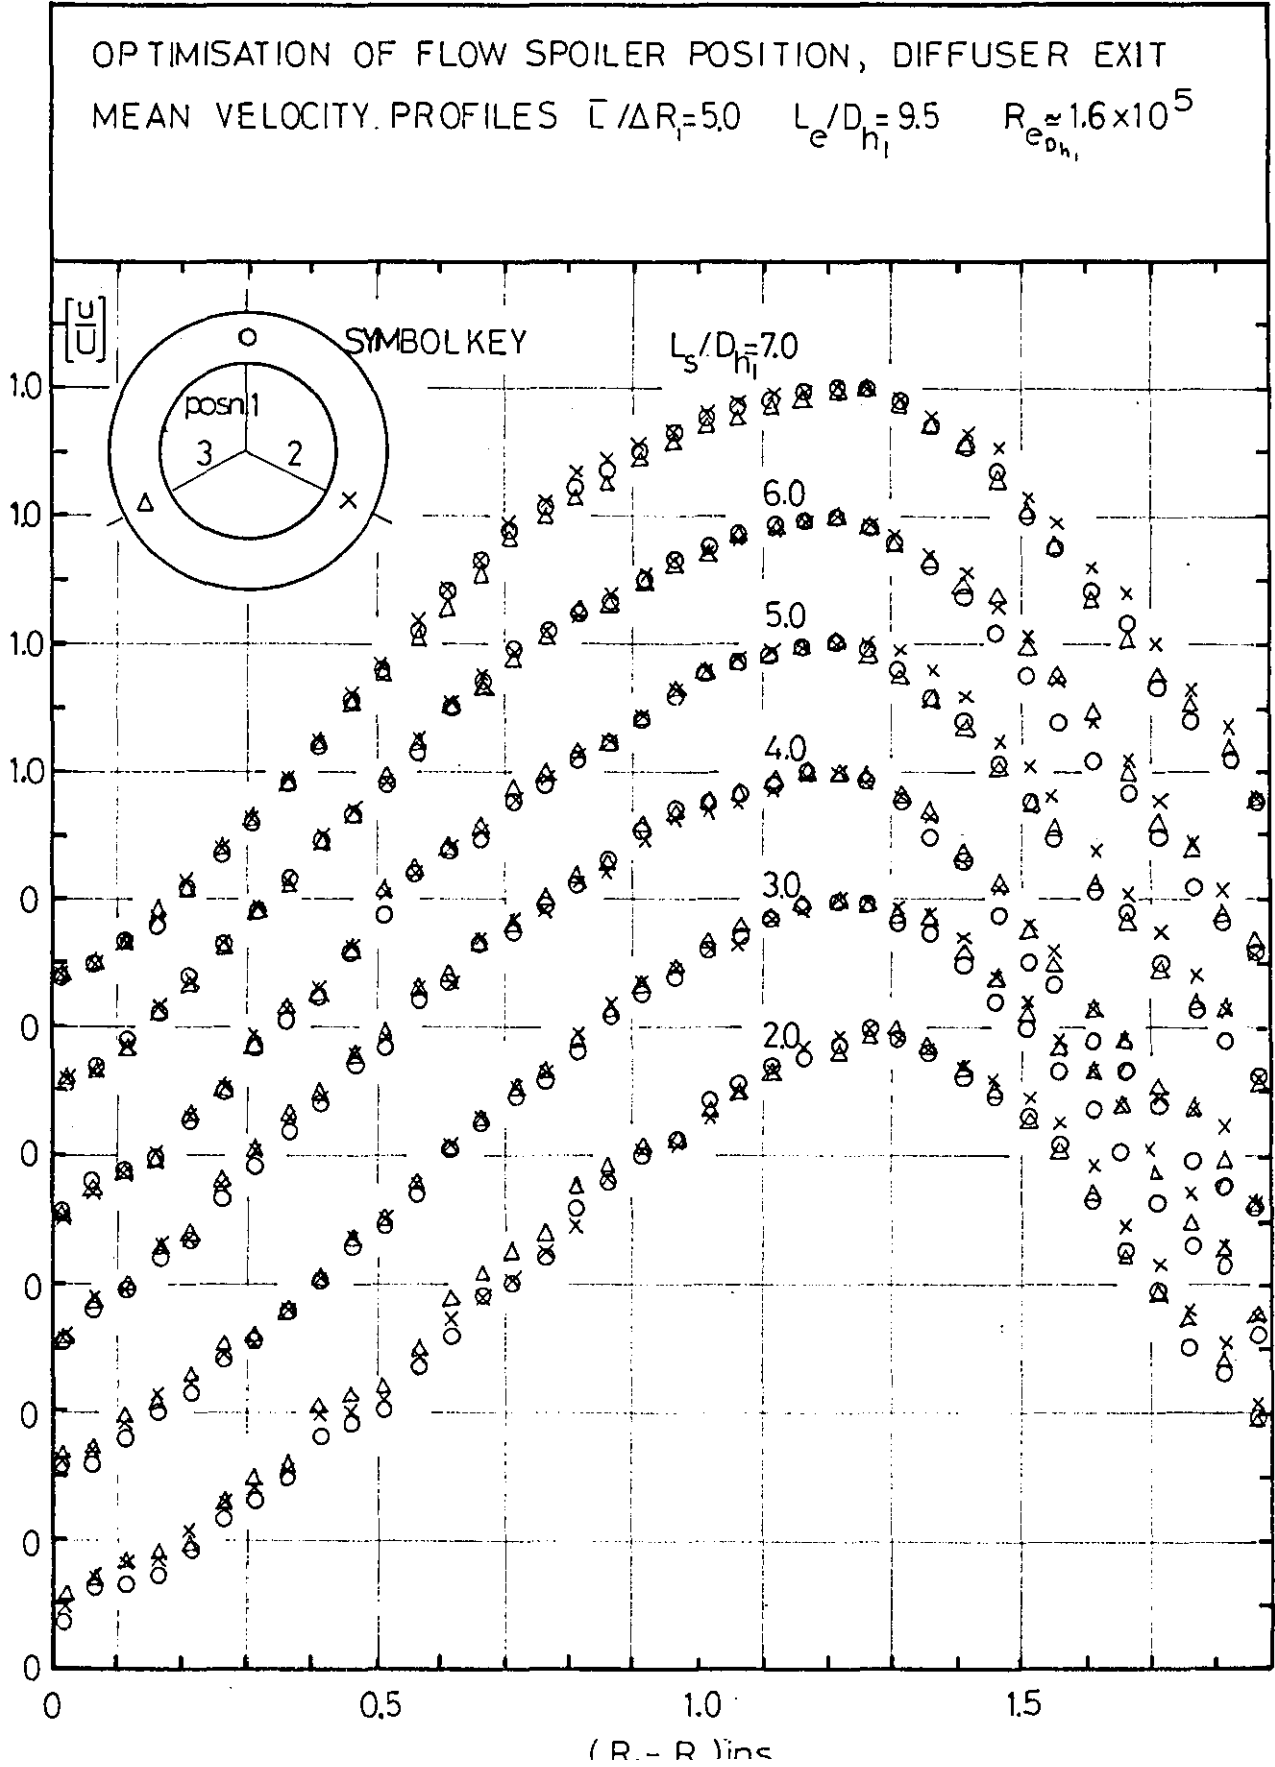 OPTIMISATION OF FLOW SPOILER POSITION, DIFFUSER EXIT
MEAN VELOCITY PROFILES L̅/ΔR₁=5.0 Le/Dh₁=9.5 ReDh₁≃1.6×10⁵
[u/U]
SYMBOL KEY
Ls/Dh₁=7.0
posn.1
3 2
6.0
5.0
4.0
3.0
2.0
1.0
1.0
1.0
1.0
0
0
0
0
0
0
0
0 0.5 1.0 1.5